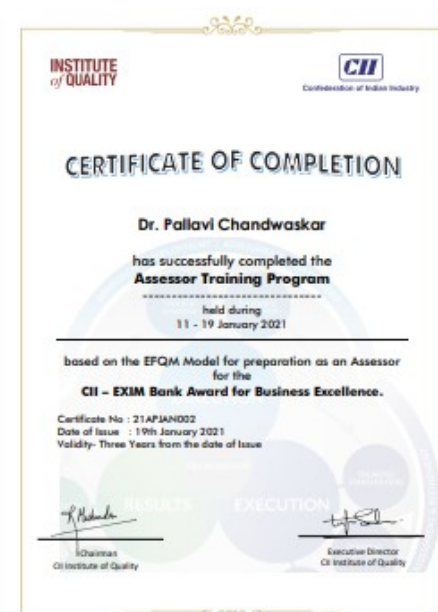 INSTITUTE
of QUALITY
CII
Confederation of Indian Industry
CERTIFICATE OF COMPLETION
Dr. Pallavi Chandwaskar
has successfully completed the
Assessor Training Program
--------------------------------
held during
11 - 19 January 2021
based on the EFQM Model for preparation as an Assessor
for the
CII – EXIM Bank Award for Business Excellence.
Certificate No : 21APJAN002
Date of Issue : 19th January 2021
Validity- Three Years from the date of Issue
RESULTS
EXECUTION
Chairman
CII Institute of Quality
Executive Director
CII Institute of Quality